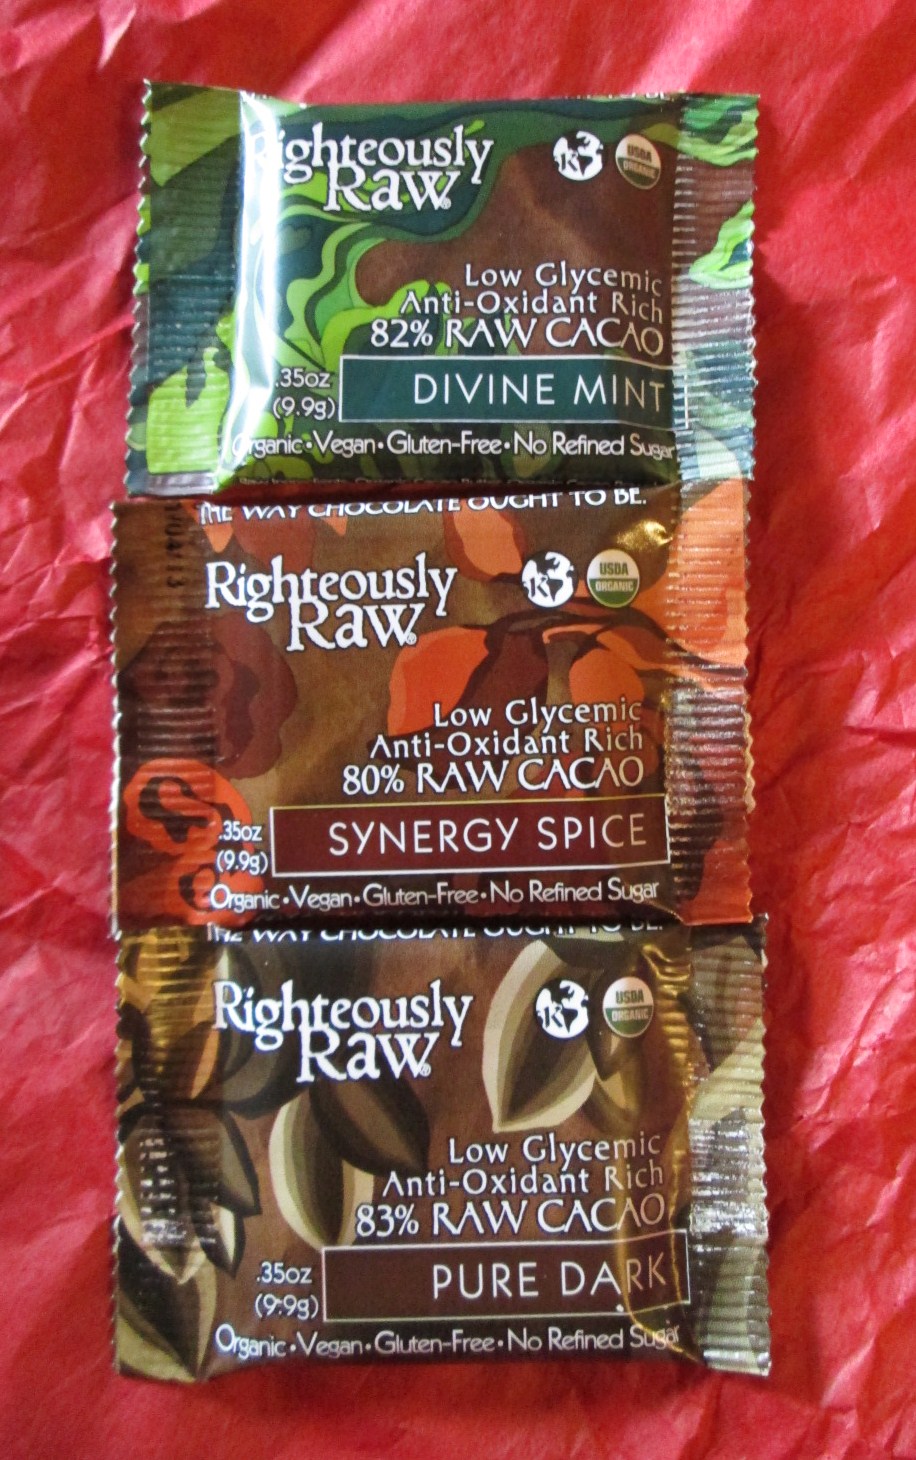 Righteously
Raw
K
USDA
ORGANIC
Low Glycemic
Anti-Oxidant Rich
82% RAW CACAO
.35oz
(9.9g)
DIVINE MINT
Organic•Vegan•Gluten-Free•No Refined Sugar
THE WAY CHOCOLATE OUGHT TO BE.
Righteously
Raw®
K
USDA
ORGANIC
Low Glycemic
Anti-Oxidant Rich
80% RAW CACAO
.35oz
(9.9g)
SYNERGY SPICE
Organic•Vegan•Gluten-Free•No Refined Sugar
THE WAY CHOCOLATE OUGHT TO BE.
Righteously
Raw®
K
USDA
ORGANIC
Low Glycemic
Anti-Oxidant Rich
83% RAW CACAO
.35oz
(9.9g)
PURE DARK
Organic•Vegan•Gluten-Free•No Refined Sugar